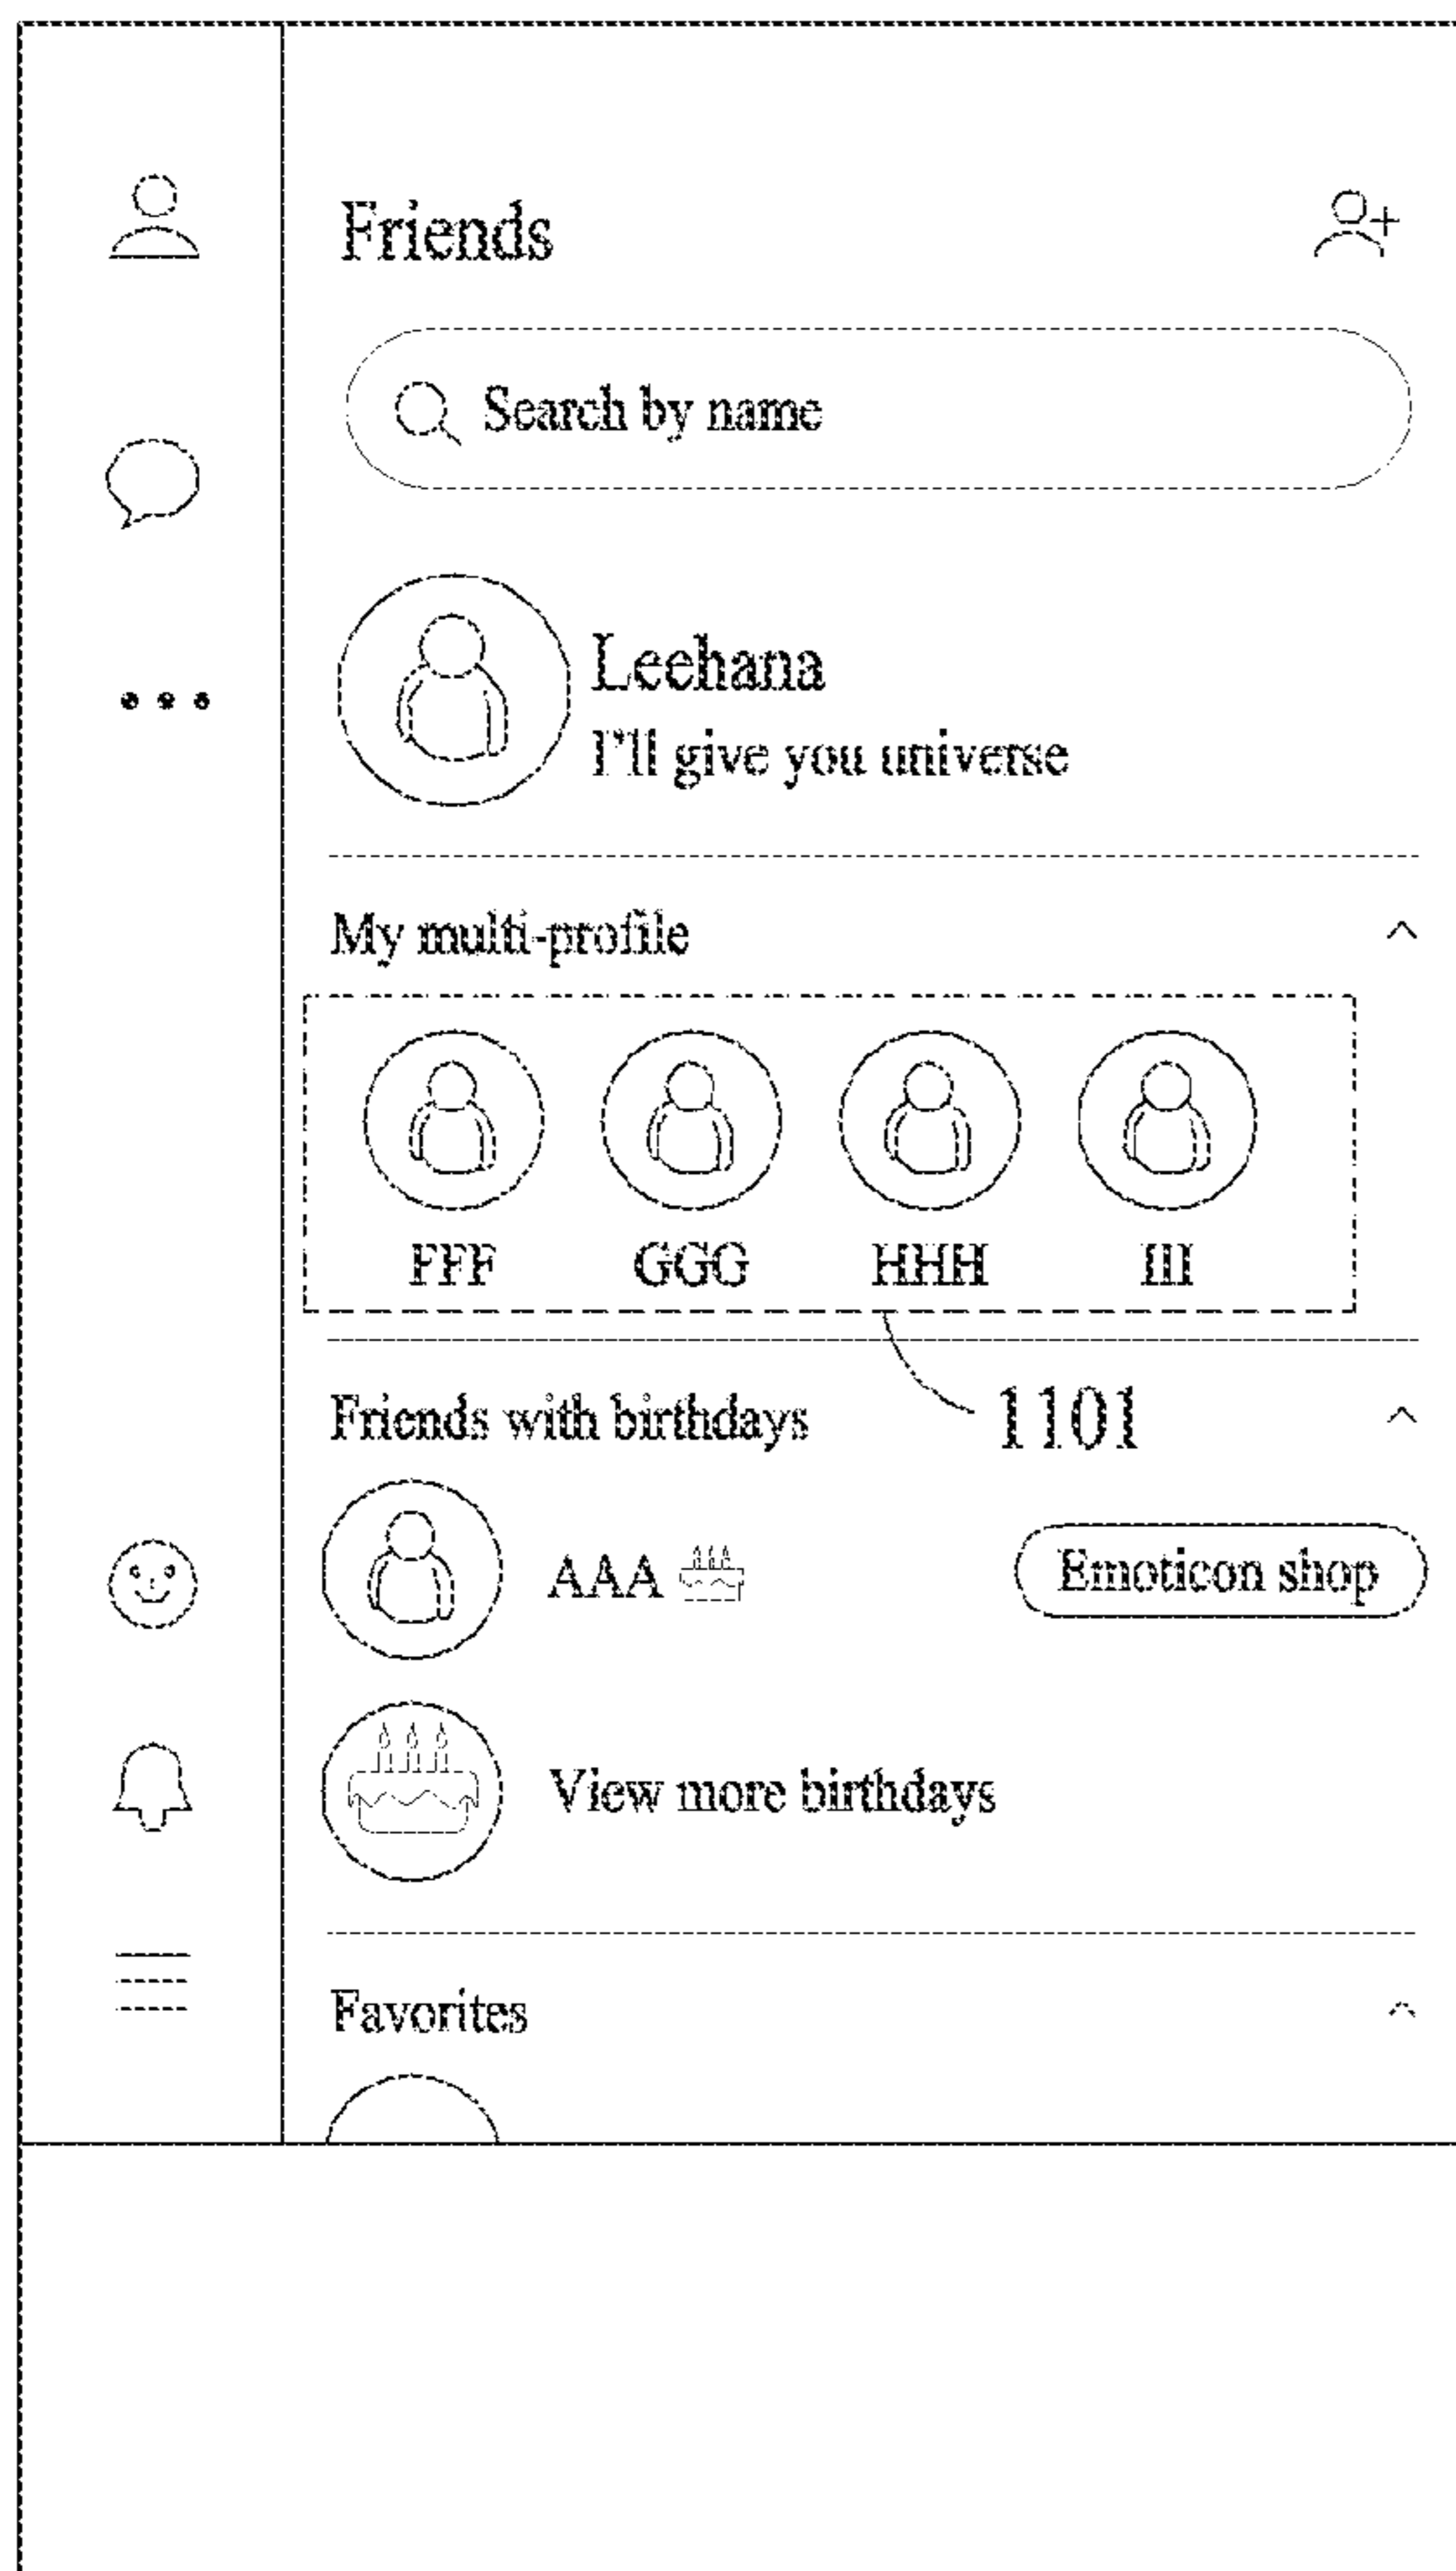 Friends
Search by name
Leehana
I'll give you universe
My multi-profile
FFF GGG HHH III
Friends with birthdays 1101
AAA Emoticon shop
View more birthdays
Favorites